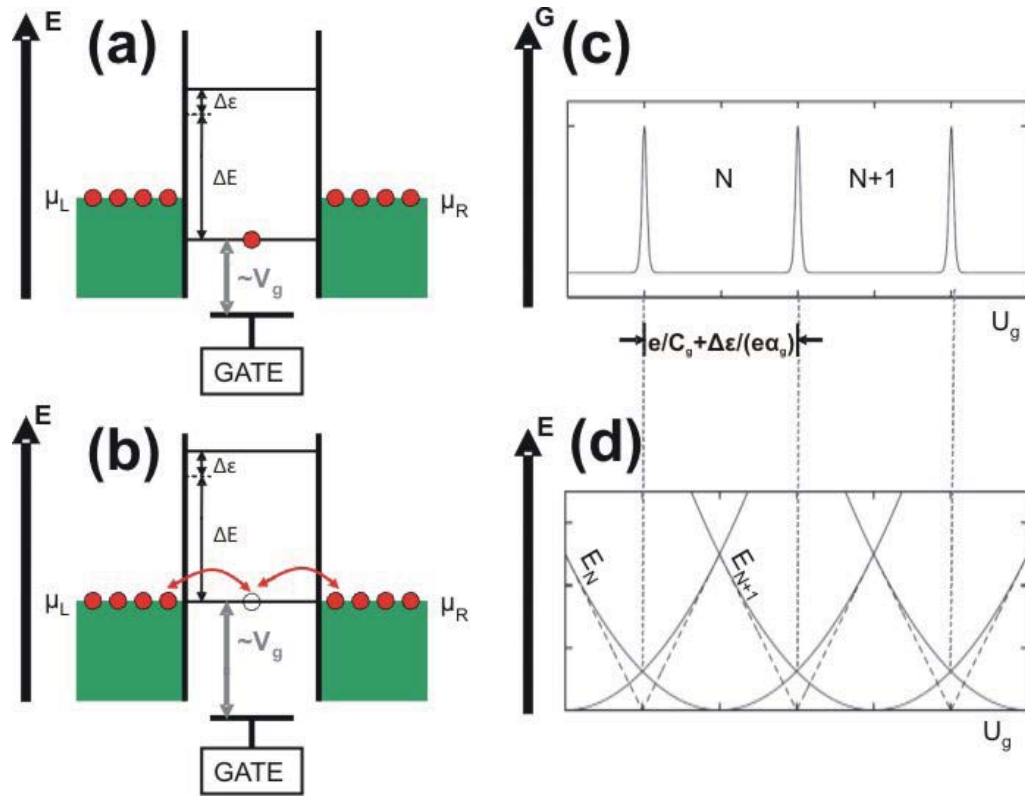 E
(a)
Δε
ΔE
μL
μR
~Vg
GATE
E
(b)
Δε
ΔE
μL
μR
~Vg
GATE
G
(c)
N
N+1
Ug
e/Cg+Δε/(eαg)
E
(d)
EN
EN+1
Ug